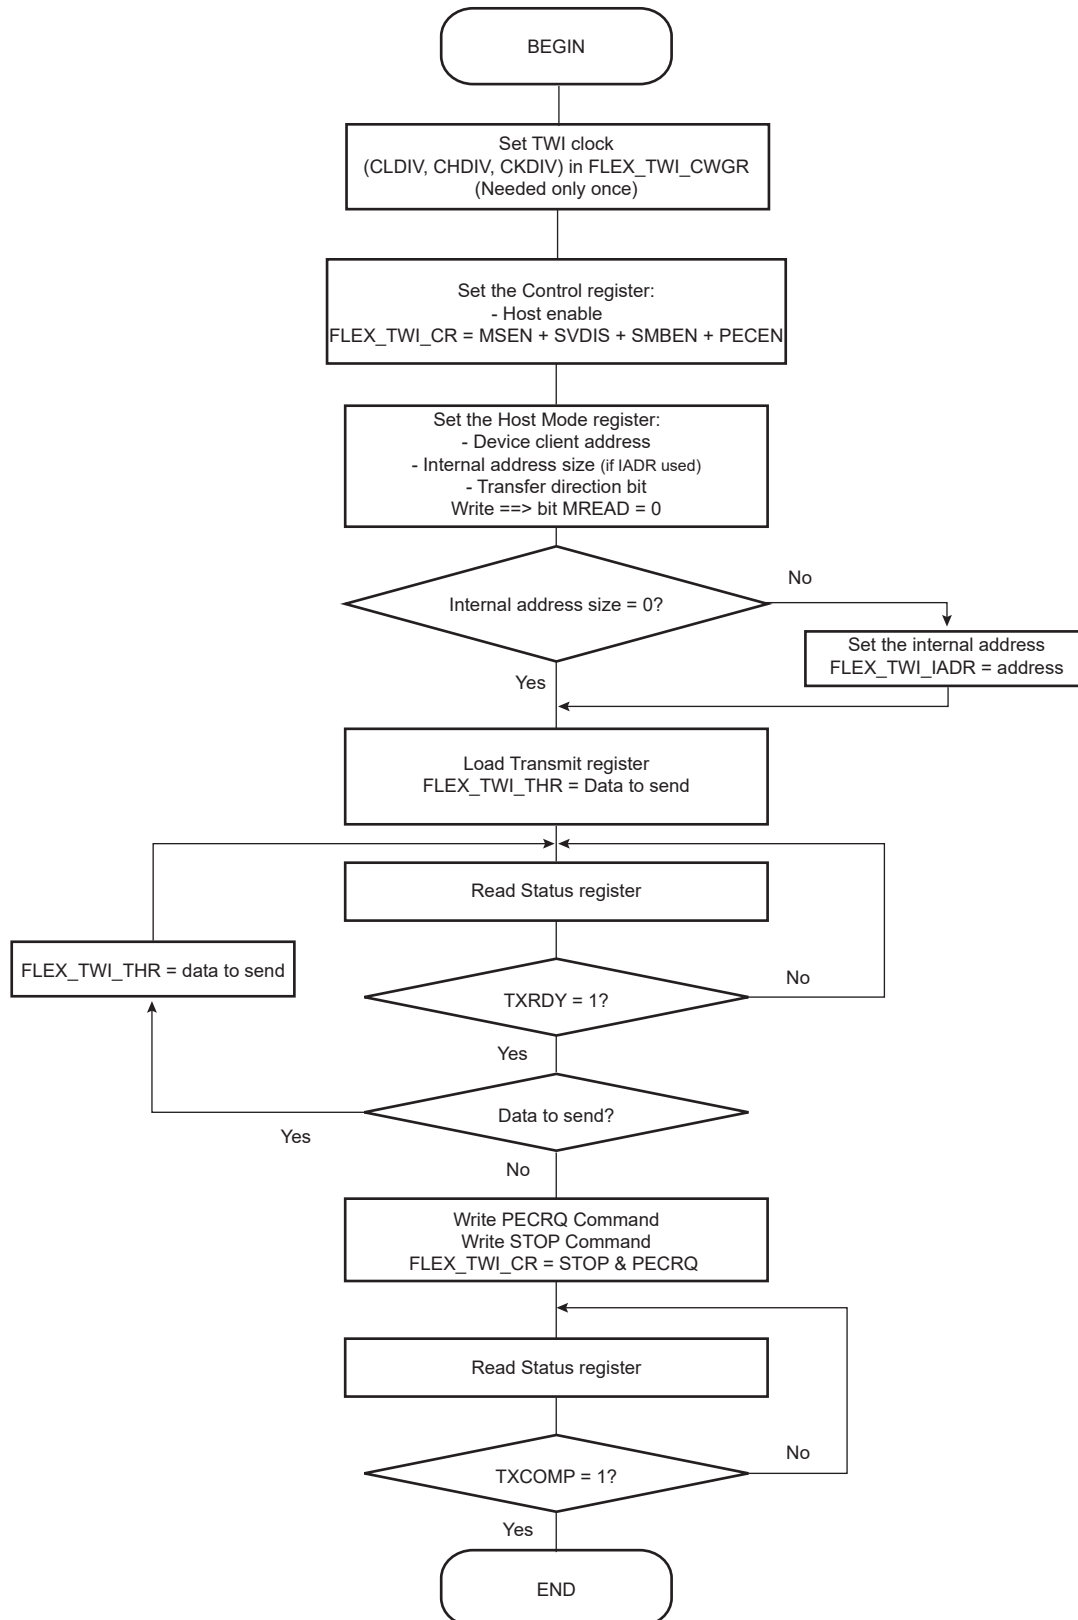 BEGIN
Set TWI clock
(CLDIV, CHDIV, CKDIV) in FLEX_TWI_CWGR
(Needed only once)
Set the Control register:
- Host enable
FLEX_TWI_CR = MSEN + SVDIS + SMBEN + PECEN
Set the Host Mode register:
- Device client address
- Internal address size (if IADR used)
- Transfer direction bit
Write ==> bit MREAD = 0
Internal address size = 0?
No
Set the internal address
FLEX_TWI_IADR = address
Yes
Load Transmit register
FLEX_TWI_THR = Data to send
Read Status register
FLEX_TWI_THR = data to send
TXRDY = 1?
No
Yes
Data to send?
Yes
No
Write PECRQ Command
Write STOP Command
FLEX_TWI_CR = STOP & PECRQ
Read Status register
TXCOMP = 1?
No
Yes
END